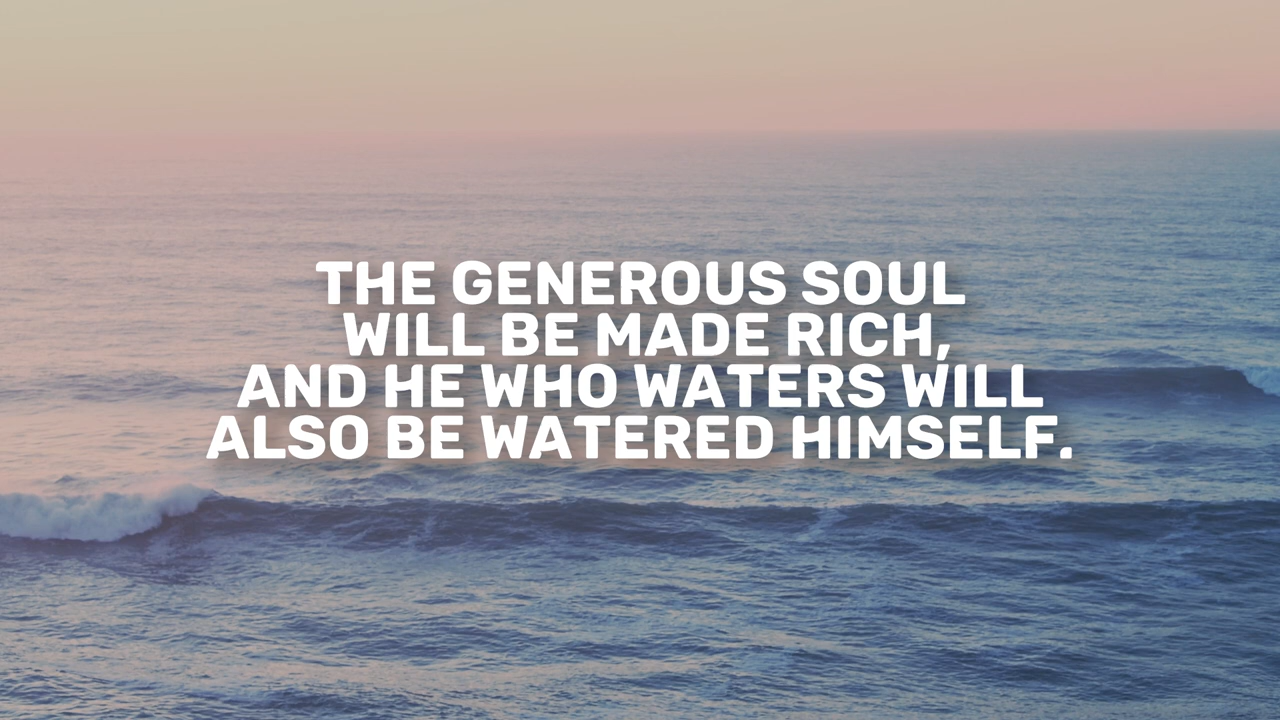 THE GENEROUS SOUL
WILL BE MADE RICH,
AND HE WHO WATERS WILL
ALSO BE WATERED HIMSELF.